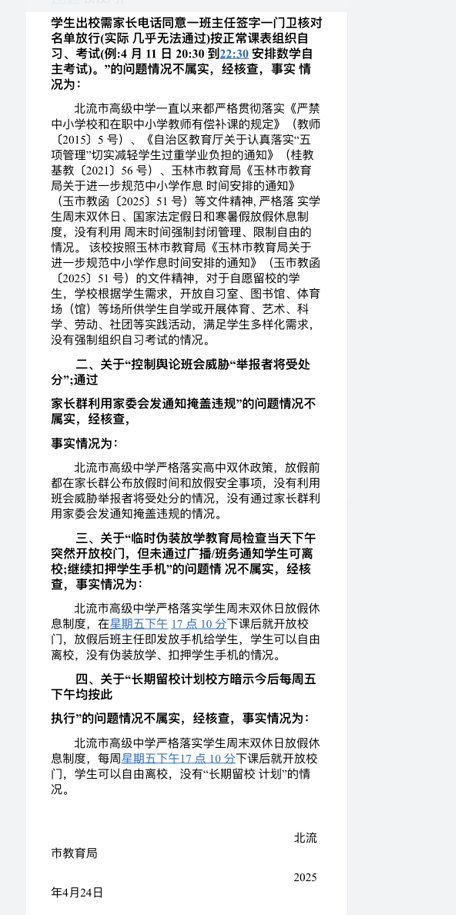 学生出校需家长电话同意一班主任签字一门卫核对
名单放行(实际 几乎无法通过)按正常课表组织自
习、考试(例:4 月 11 日 20:30 到22:30 安排数学自
主考试)。”的问题情况不属实，经核查，事实 情
况为：
北流市高级中学一直以来都严格贯彻落实《严禁
中小学校和在职中小学教师有偿补课的规定》（教师
〔2015〕5 号）、《自治区教育厅关于认真落实“五
项管理”切实减轻学生过重学业负担的通知》（桂教
基教〔2021〕56 号）、玉林市教育局《玉林市教育
局关于进一步规范中小学作息 时间安排的通知》
（玉市教函〔2025〕51 号）等文件精神, 严格落 实学
生周末双休日、国家法定假日和寒暑假放假休息制
度，没有利用 周末时间强制封闭管理、限制自由的
情况。 该校按照玉林市教育局《玉林市教育局关于
进一步规范中小学作息时间安排的通知》（玉市教函
〔2025〕51 号）的文件精神，对于自愿留校的学
生，学校根据学生需求，开放自习室、图书馆、体育
场（馆）等场所供学生自学或开展体育、艺术、科
学、劳动、社团等实践活动，满足学生多样化需求，
没有强制组织自习考试的情况。
二、关于“控制舆论班会威胁“举报者将受处
分”;通过
家长群利用家委会发通知掩盖违规”的问题情况不
属实，经核查，
事实情况为：
北流市高级中学严格落实高中双休政策，放假前
都在家长群公布放假时间和放假安全事项，没有利用
班会威胁举报者将受处分的情况，没有通过家长群利
用家委会发通知掩盖违规的情况。
三、关于“临时伪装放学教育局检查当天下午
突然开放校门，但未通过广播/班务通知学生可离
校;继续扣押学生手机”的问题情 况不属实，经核
查，事实情况为：
北流市高级中学严格落实学生周末双休日放假休
息制度，在星期五下午 17 点 10 分下课后就开放校
门，放假后班主任即发放手机给学生，学生可以自由
离校，没有伪装放学、扣押学生手机的情况。
四、关于“长期留校计划校方暗示今后每周五
下午均按此
执行”的问题情况不属实，经核查，事实情况为：
北流市高级中学严格落实学生周末双休日放假休
息制度，每周星期五下午17 点 10 分下课后就开放校
门，学生可以自由离校，没有“长期留校 计划”的情
况。
北流
市教育局
2025
年4月24日